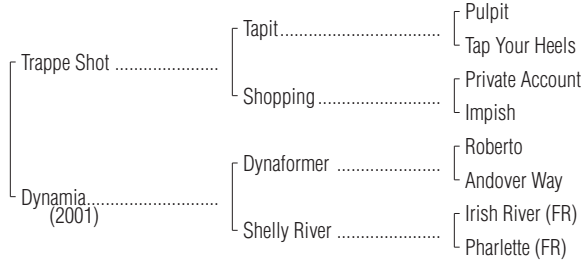 Pulpit
Tapit
Tap Your Heels
Trappe Shot
Private Account
Shopping
Impish
Roberto
Dynaformer
Andover Way
Dynamia
(2001)
Irish River (FR)
Shelly River
Pharlette (FR)